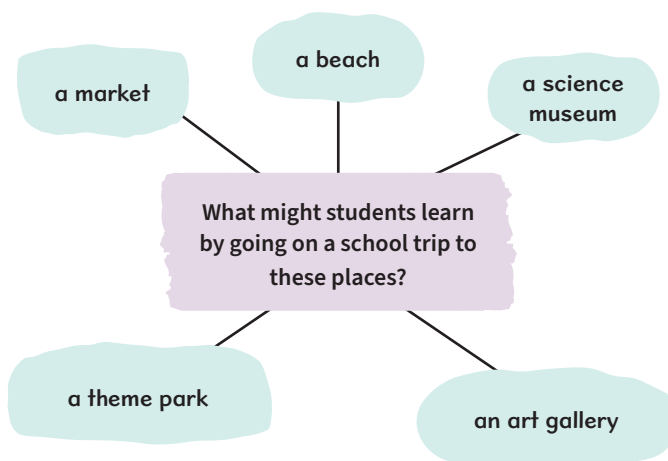 a market
a beach
a science
museum
What might students learn
by going on a school trip to
these places?
a theme park
an art gallery